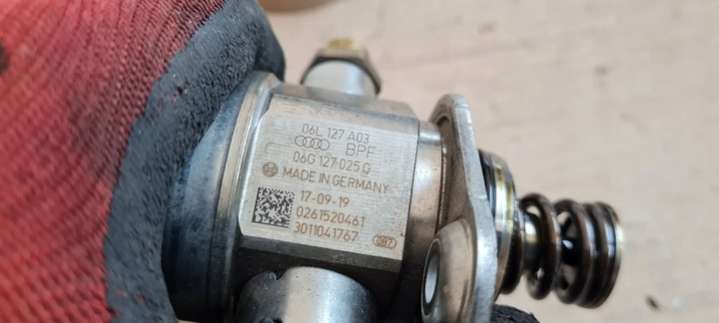 06L 127 A03
BPF
06G 127 025 Q
MADE IN GERMANY
17-09-19
0261520461
3011041767